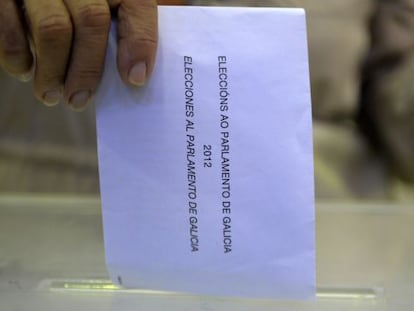 ELECCIÓNS AO PARLAMENTO DE GALICIA
2012
ELECCIONES AL PARLAMENTO DE GALICIA